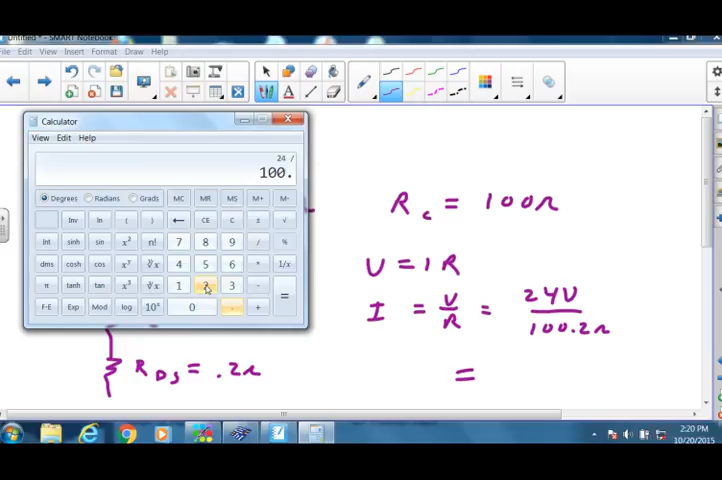 Untitled * - SMART Notebook
File Edit View Insert Format Draw Help
Calculator
View Edit Help
24 /
100.
Degrees Radians Grads MC MR MS M+ M-
Inv ln ( ) ← CE C ± √
Int sinh sin x² n! 7 8 9 / %
dms cosh cos xʸ ʸ√x 4 5 6 * 1/x
π tanh tan x³ ³√x 1 2 3 - =
F-E Exp Mod log 10ˣ 0 . +
R_C = 100Ω
V = IR
I = V/R = 24V/100.2Ω
=
R_DS = .2Ω
2:20 PM
10/20/2015